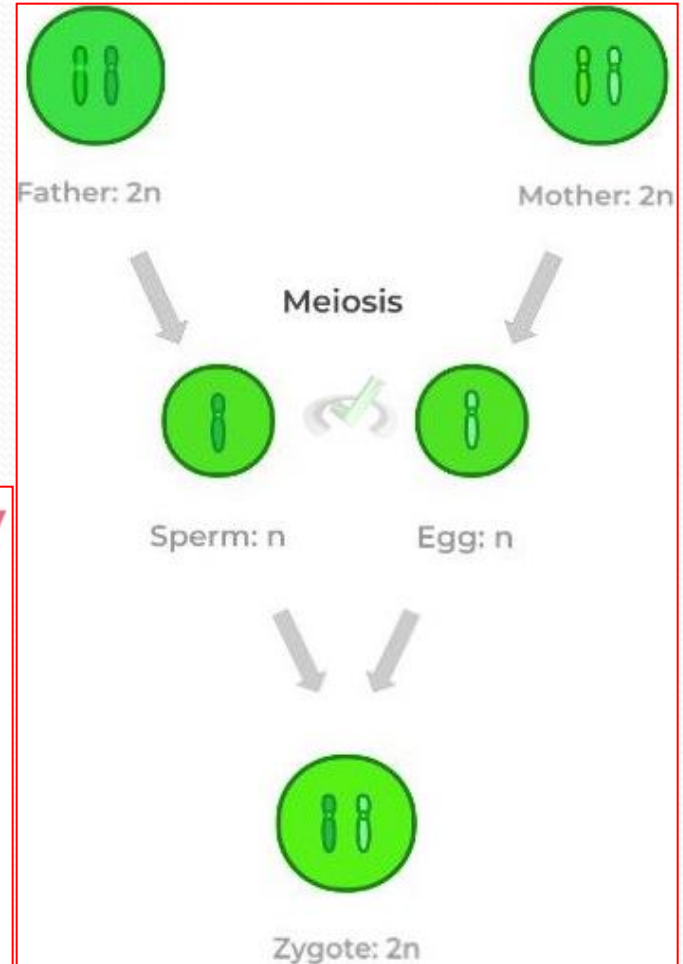 Father: 2n
Mother: 2n
Meiosis
Sperm: n
Egg: n
Zygote: 2n